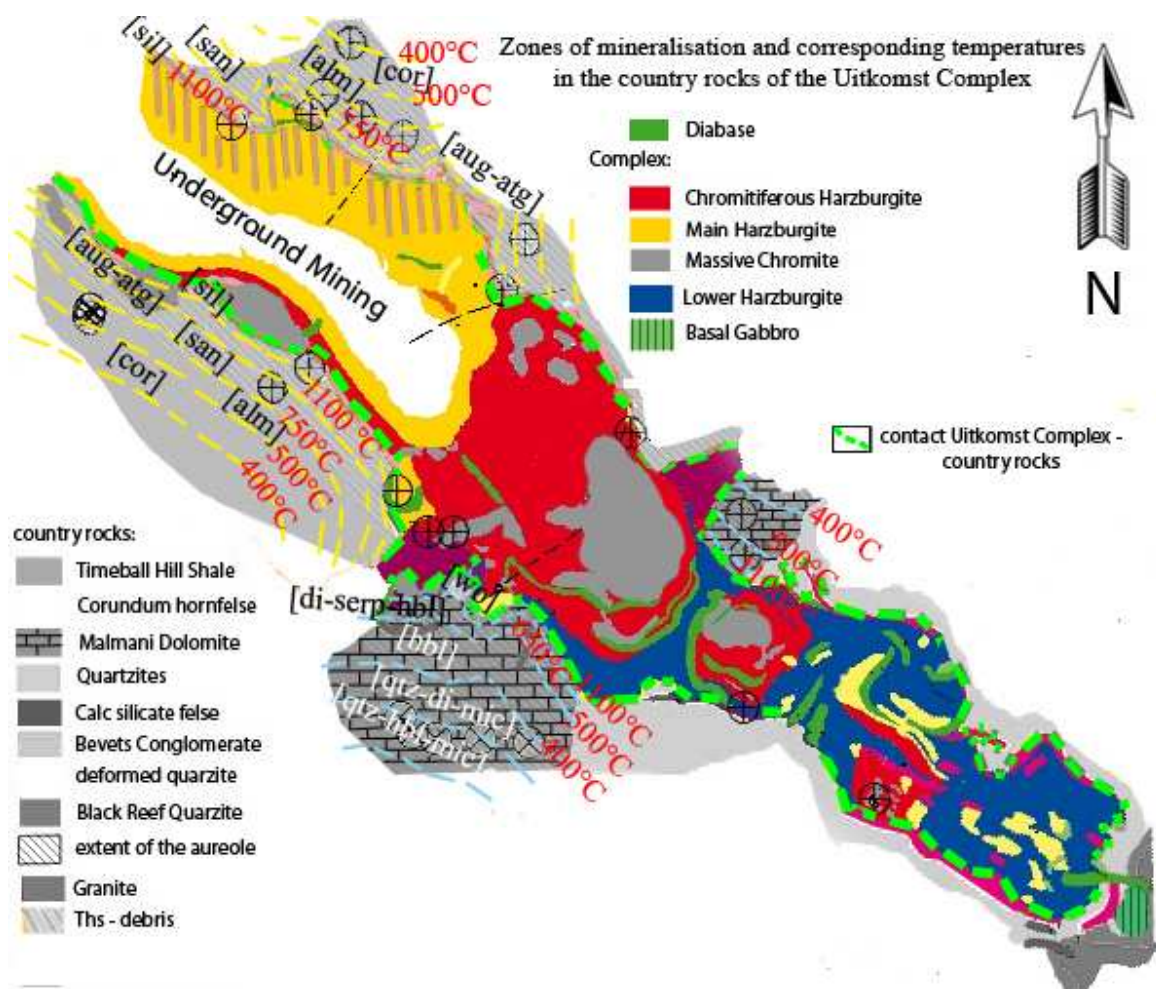 Zones of mineralisation and corresponding temperatures
in the country rocks of the Uitkomst Complex
Diabase
Complex:
Chromitiferous Harzburgite
Main Harzburgite
Massive Chromite
Lower Harzburgite
Basal Gabbro
N
contact Uitkomst Complex -
country rocks
[sil]
[san]
[alm]
[cor]
400°C
500°C
1100°C
750°C
[aug-atg]
Underground Mining
[aug-atg]
[sil]
[san]
[cor]
[alm]
1100 °C
750°C
500°C
400°C
400°C
[wo]
[di-serp-hbl]
[bbl]
[qtz-di-mic]
[qtz-hbl-mic]
1100°C
500°C
400°C
country rocks:
Timeball Hill Shale
Corundum hornfelse
Malmani Dolomite
Quartzites
Calc silicate felse
Bevets Conglomerate
deformed quarzite
Black Reef Quarzite
extent of the aureole
Granite
Ths - debris